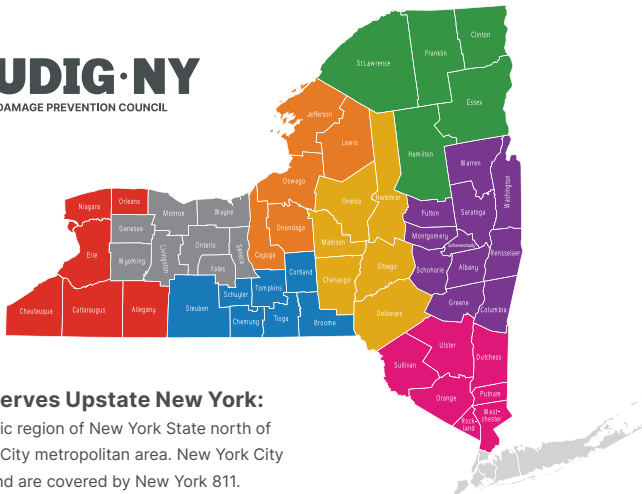 UDIG·NY
DAMAGE PREVENTION COUNCIL
Clinton
Franklin
St Lawrence
Essex
Jefferson
Lewis
Hamilton
Warren
Washington
Oswego
Oneida
Herkimer
Niagara
Orleans
Monroe
Wayne
Fulton
Saratoga
Genesee
Onondaga
Madison
Montgomery
Schenectady
Rensselaer
Erie
Wyoming
Livingston
Ontario
Seneca
Cayuga
Otsego
Schoharie
Albany
Yates
Cortland
Chenango
Tompkins
Schuyler
Chautauqua
Cattaraugus
Allegany
Steuben
Chemung
Tioga
Broome
Delaware
Greene
Columbia
Ulster
Dutchess
Sullivan
Orange
Putnam
Rock-
land
West-
chester
erves Upstate New York:
ic region of New York State north of
City metropolitan area. New York City
nd are covered by New York 811.